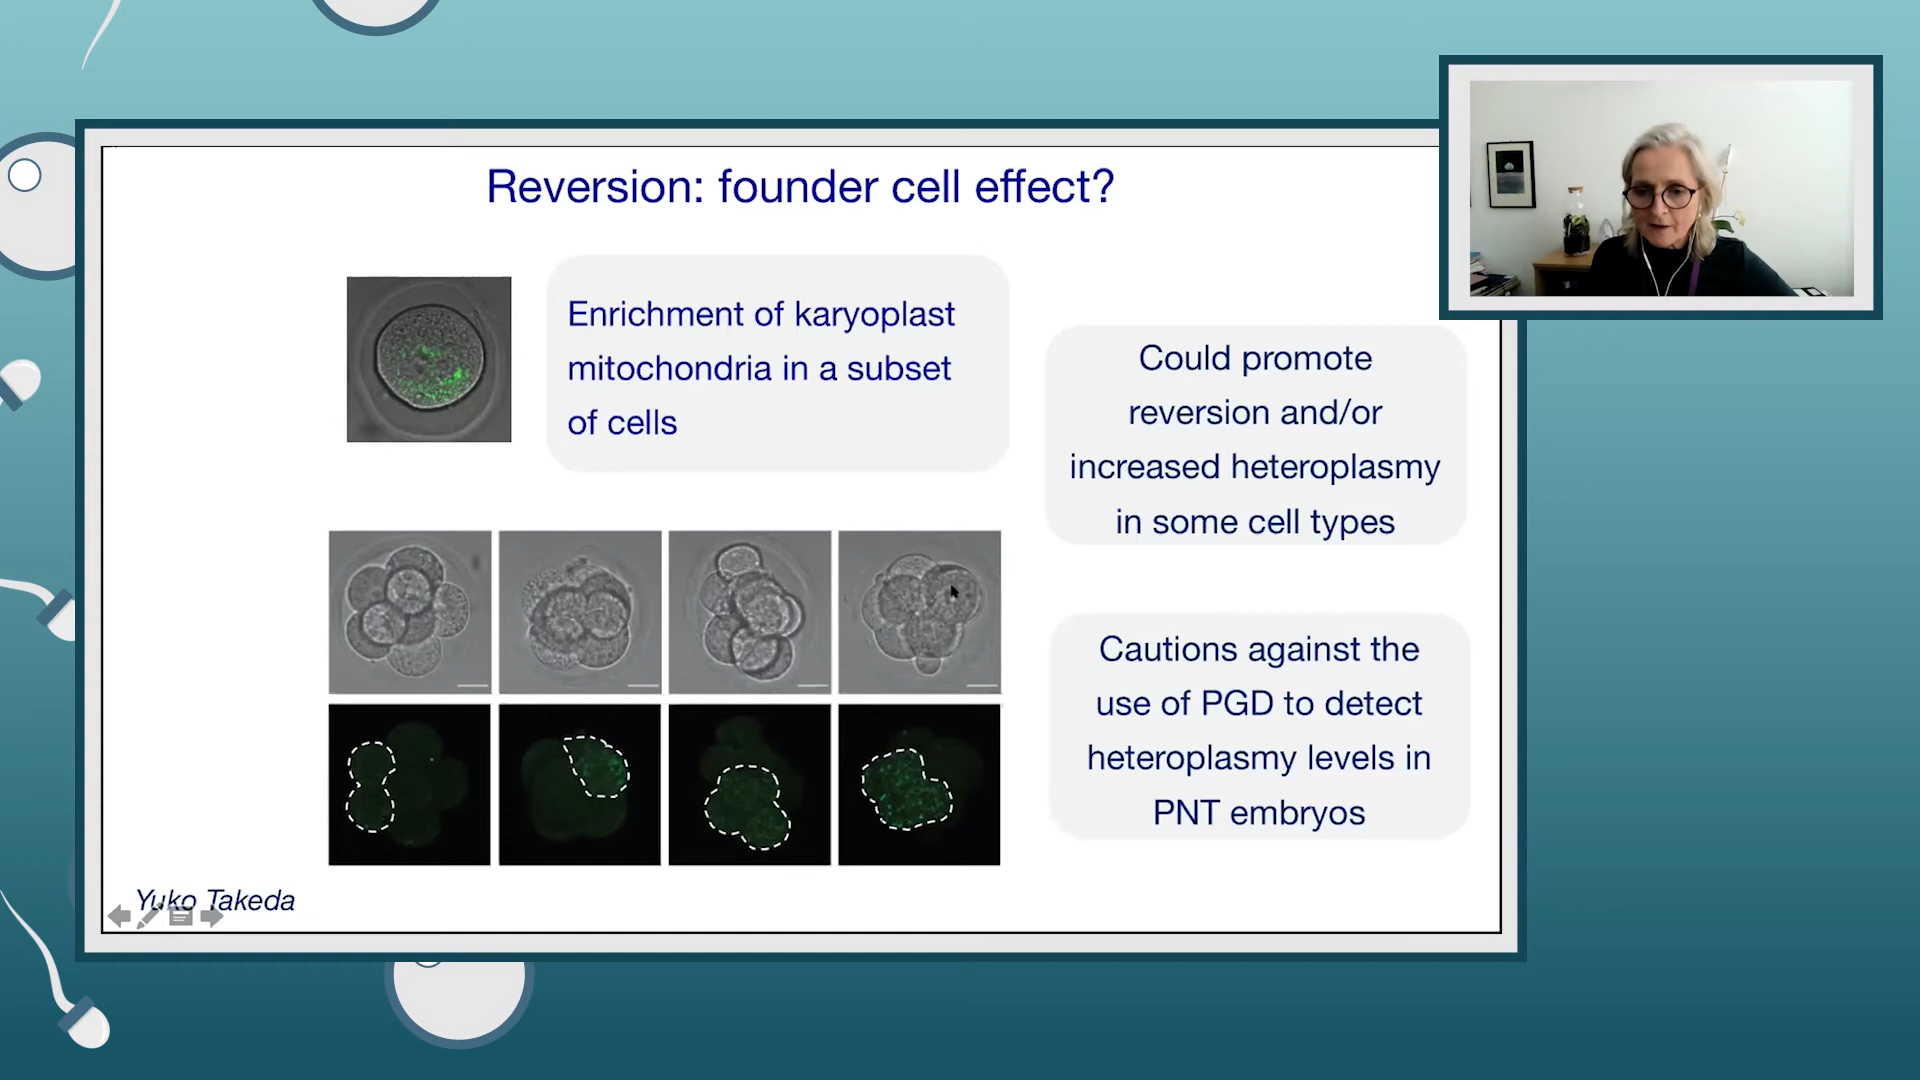 Reversion: founder cell effect?
Enrichment of karyoplast
mitochondria in a subset
of cells
Could promote
reversion and/or
increased heteroplasmy
in some cell types
Cautions against the
use of PGD to detect
heteroplasmy levels in
PNT embryos
Yuko Takeda